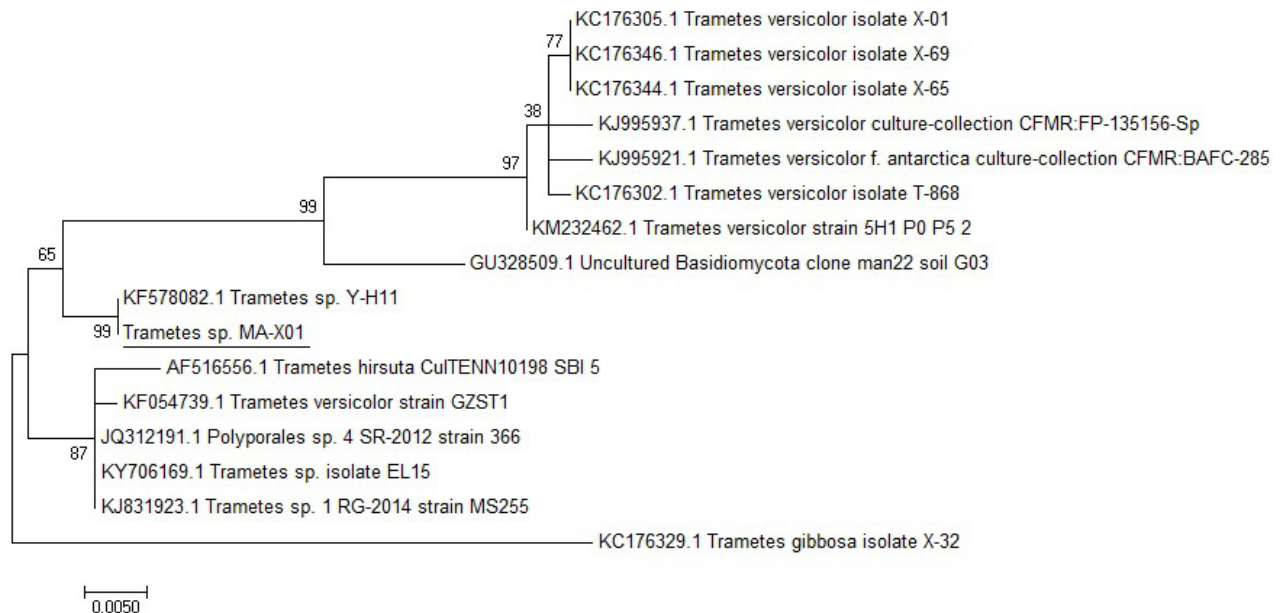 KC176305.1 Trametes versicolor isolate X-01
77
KC176346.1 Trametes versicolor isolate X-69
KC176344.1 Trametes versicolor isolate X-65
38
KJ995937.1 Trametes versicolor culture-collection CFMR:FP-135156-Sp
KJ995921.1 Trametes versicolor f. antarctica culture-collection CFMR:BAFC-285
97
KC176302.1 Trametes versicolor isolate T-868
99
KM232462.1 Trametes versicolor strain 5H1 P0 P5 2
65
GU328509.1 Uncultured Basidiomycota clone man22 soil G03
KF578082.1 Trametes sp. Y-H11
99
Trametes sp. MA-X01
AF516556.1 Trametes hirsuta CulTENN10198 SBI 5
KF054739.1 Trametes versicolor strain GZST1
JQ312191.1 Polyporales sp. 4 SR-2012 strain 366
87
KY706169.1 Trametes sp. isolate EL15
KJ831923.1 Trametes sp. 1 RG-2014 strain MS255
KC176329.1 Trametes gibbosa isolate X-32
0.0050